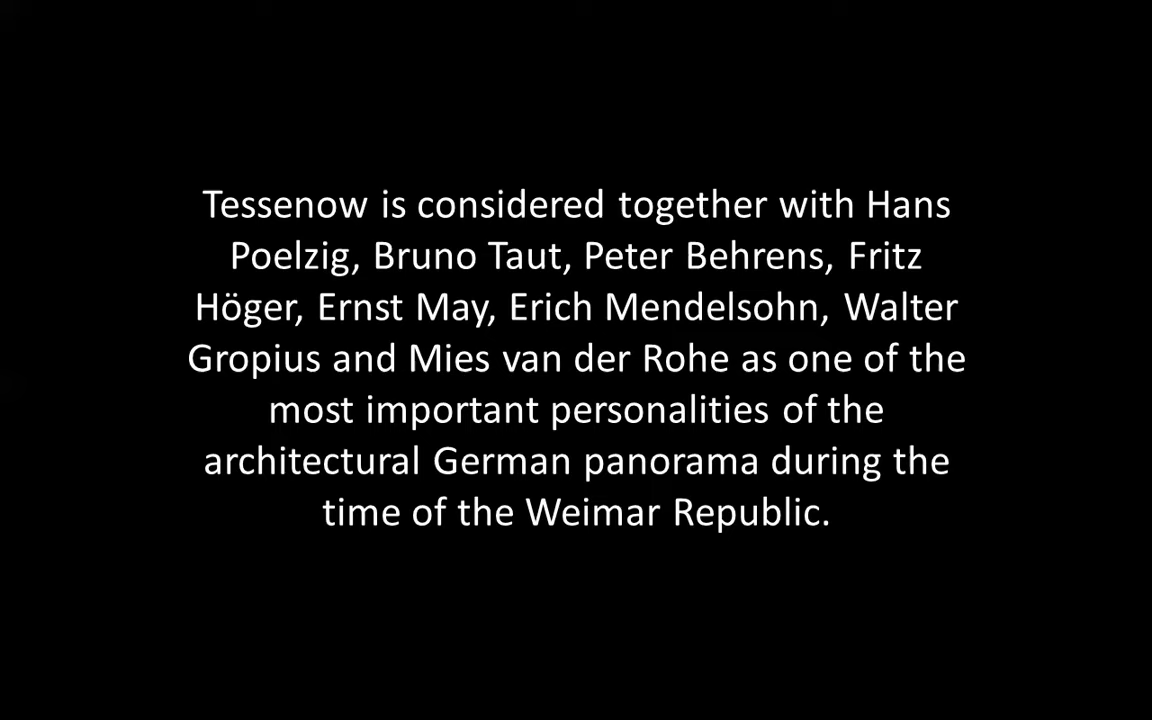 Tessenow is considered together with Hans
Poelzig, Bruno Taut, Peter Behrens, Fritz
Höger, Ernst May, Erich Mendelsohn, Walter
Gropius and Mies van der Rohe as one of the
most important personalities of the
architectural German panorama during the
time of the Weimar Republic.